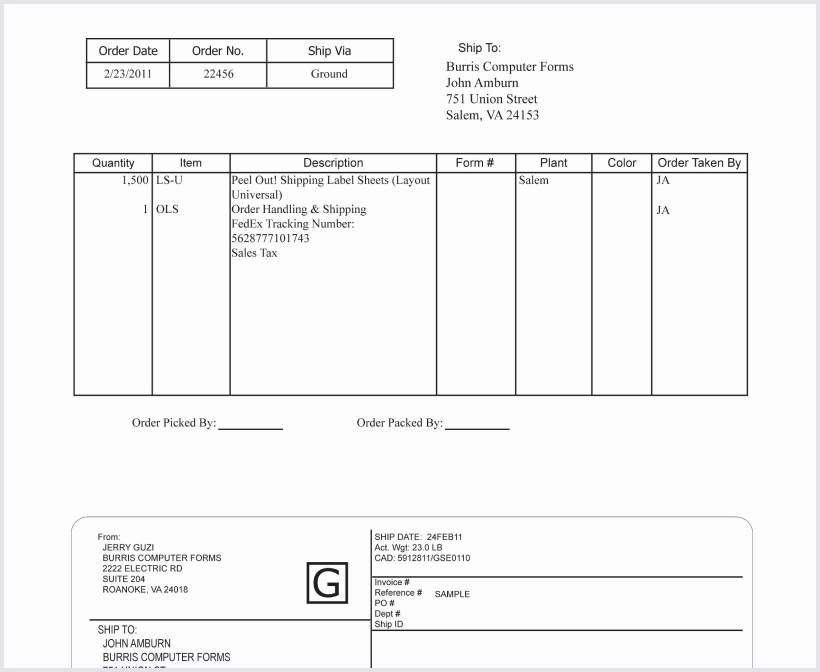 Order Date Order No. Ship Via
2/23/2011 22456 Ground
Ship To:
Burris Computer Forms
John Amburn
751 Union Street
Salem, VA 24153
Quantity Item Description Form # Plant Color Order Taken By
1,500 LS-U Peel Out! Shipping Label Sheets (Layout Salem JA
Universal)
1 OLS Order Handling & Shipping JA
FedEx Tracking Number:
5628777101743
Sales Tax
Order Picked By: Order Packed By:
From:
JERRY GUZI
BURRIS COMPUTER FORMS
2222 ELECTRIC RD
SUITE 204
ROANOKE, VA 24018
G
SHIP DATE: 24FEB11
Act. Wgt: 23.0 LB
CAD: 5912811/GSE0110
Invoice #
Reference # SAMPLE
PO #
Dept #
Ship ID
SHIP TO:
JOHN AMBURN
BURRIS COMPUTER FORMS